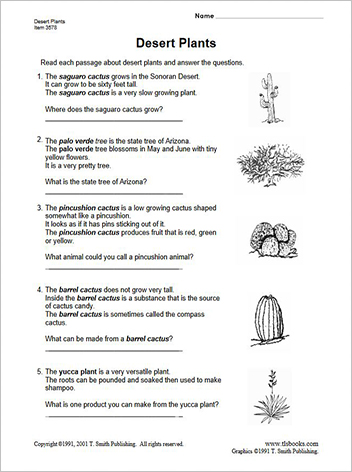 Name
Desert Plants
Item 3578
Desert Plants
Read each passage about desert plants and answer the questions.
1. The saguaro cactus grows in the Sonoran Desert.
It can grow to be sixty feet tall.
The saguaro cactus is a very slow growing plant.
Where does the saguaro cactus grow?
2. The palo verde tree is the state tree of Arizona.
The palo verde tree blossoms in May and June with tiny
yellow flowers.
It is a very pretty tree.
What is the state tree of Arizona?
3. The pincushion cactus is a low growing cactus shaped
somewhat like a pincushion.
It looks as if it has pins sticking out of it.
The pincushion cactus produces fruit that is red, green
or yellow.
What animal could you call a pincushion animal?
4. The barrel cactus does not grow very tall.
Inside the barrel cactus is a substance that is the source
of cactus candy.
The barrel cactus is sometimes called the compass
cactus.
What can be made from a barrel cactus?
5. The yucca plant is a very versatile plant.
The roots can be pounded and soaked then used to make
shampoo.
What is one product you can make from the yucca plant?
Copyright ©1991, 2001 T. Smith Publishing. All rights reserved.
www.tlsbooks.com
Graphics ©1991 T. Smith Publishing